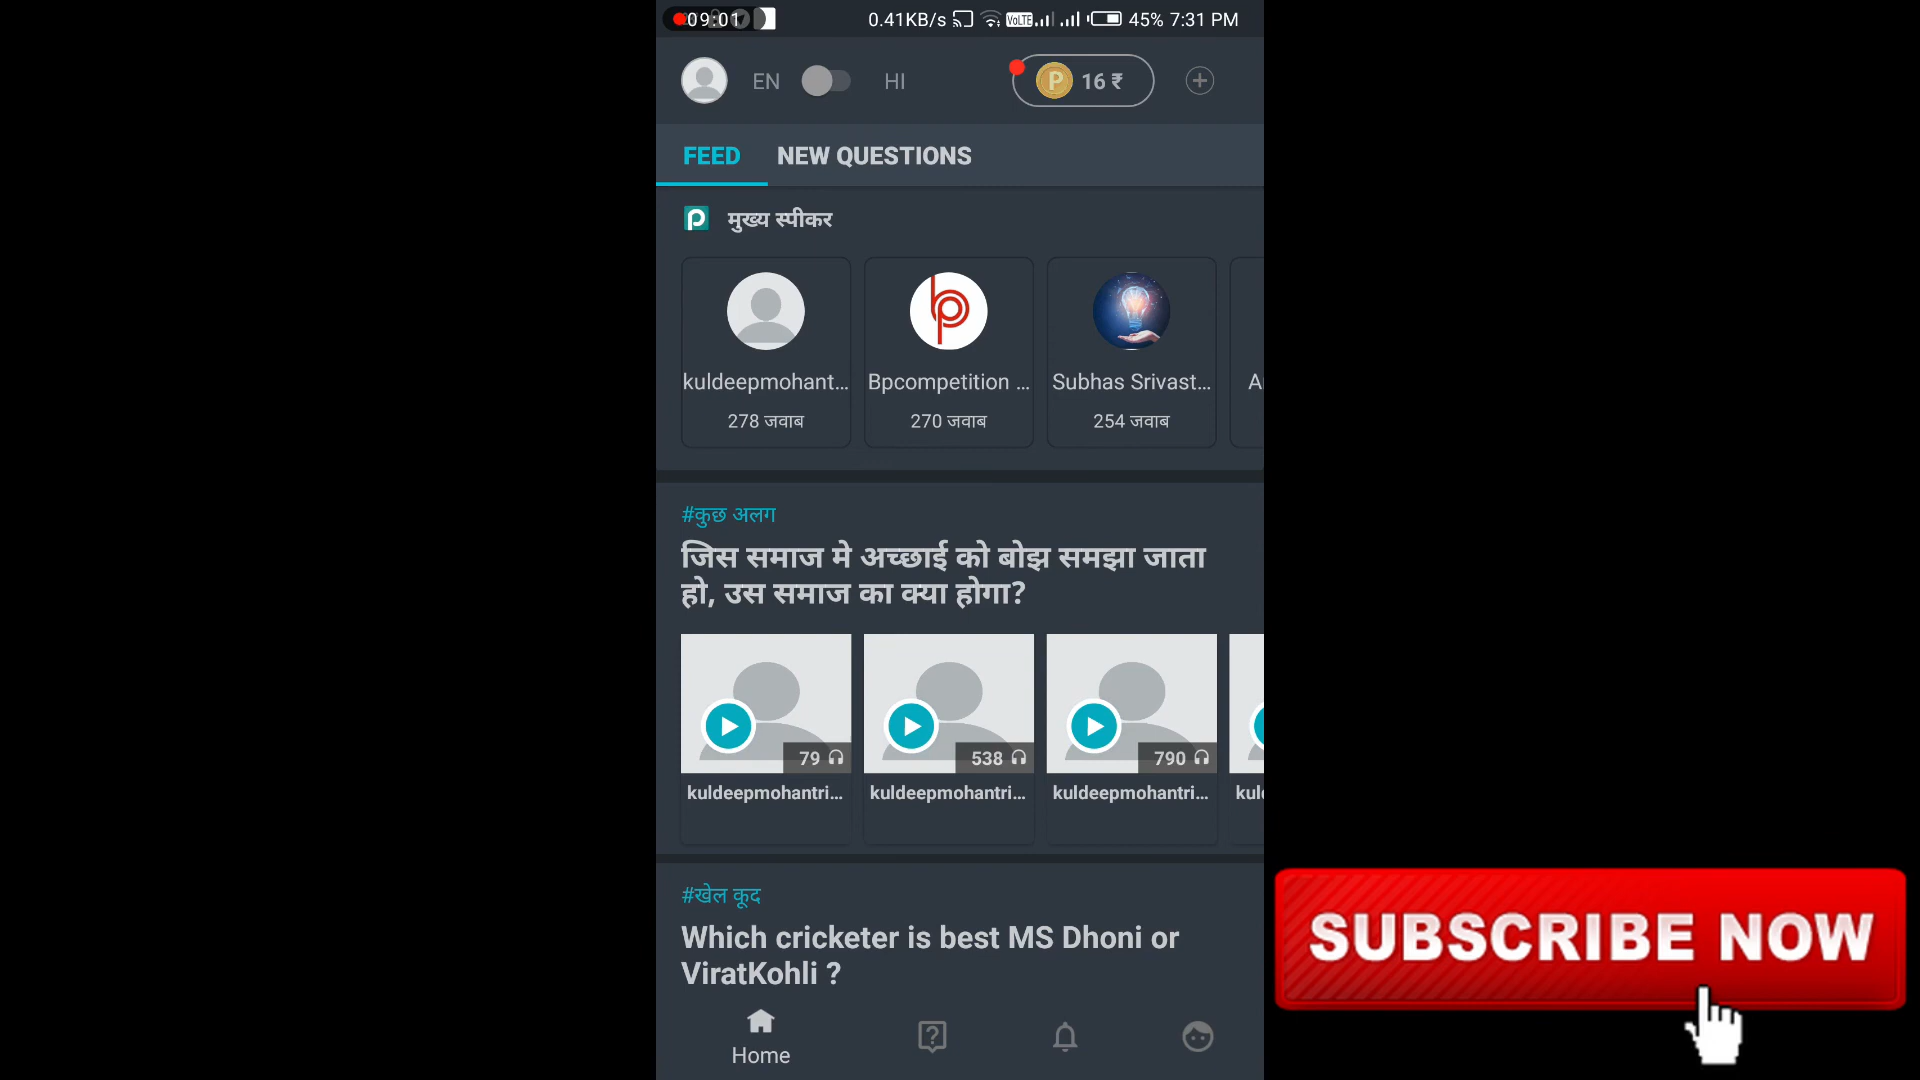 09:01
0.41KB/s VoLTE 45% 7:31 PM
EN HI
P 16 ₹
FEED NEW QUESTIONS
p मुख्य स्पीकर
kuldeepmohant... Bpcompetition ... Subhas Srivast...
278 जवाब 270 जवाब 254 जवाब
#कुछ अलग
जिस समाज मे अच्छाई को बोझ समझा जाता
हो, उस समाज का क्या होगा?
79 538 790
kuldeepmohantri... kuldeepmohantri... kuldeepmohantri... kul
#खेल कूद
Which cricketer is best MS Dhoni or
ViratKohli ?
Home
SUBSCRIBE NOW